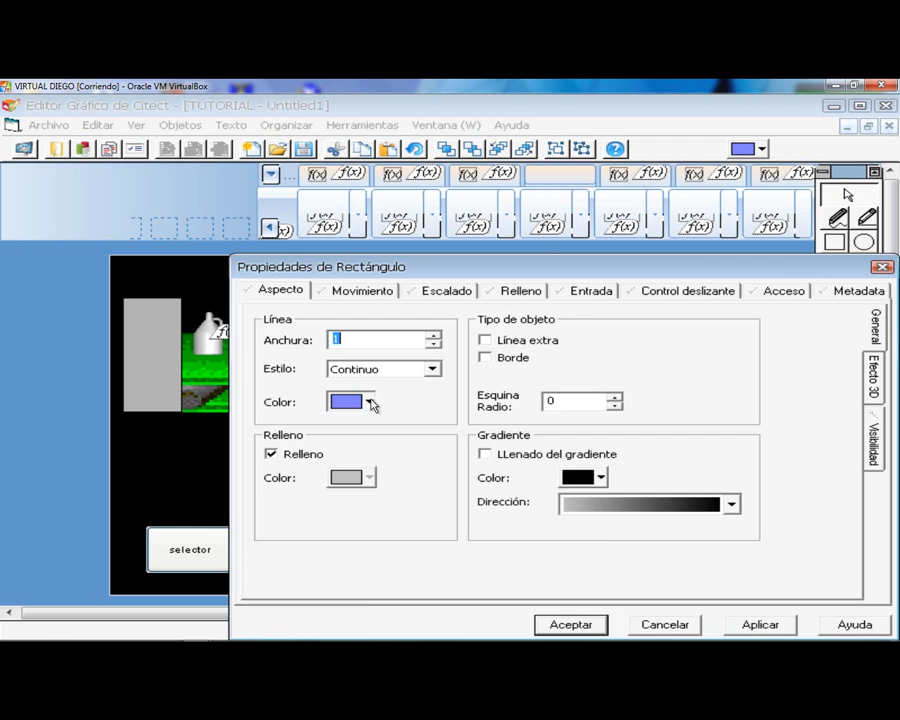 VIRTUAL DIEGO [Corriendo] - Oracle VM VirtualBox
Editor Gráfico de Citect - [TUTORIAL - Untitled1]
Archivo Editar Ver Objetos Texto Organizar Herramientas Ventana (W) Ayuda
... f(x) f(x) f(x) f(x) f(x) f(x) f(x) f(x) f(x) f(x) f(x) f(x)
f(x) f(x) f(x) f(x) f(x) f(x) f(x)
Propiedades de Rectángulo
Aspecto Movimiento Escalado Relleno Entrada Control deslizante Acceso Metadata
General
Efecto 3D
Visibilidad
Línea
Anchura: 1
Estilo: Continuo
Color:
Tipo de objeto
Línea extra
Borde
Esquina
Radio: 0
Relleno
Relleno
Color:
Gradiente
LLenado del gradiente
Color:
Dirección:
selector
Aceptar Cancelar Aplicar Ayuda